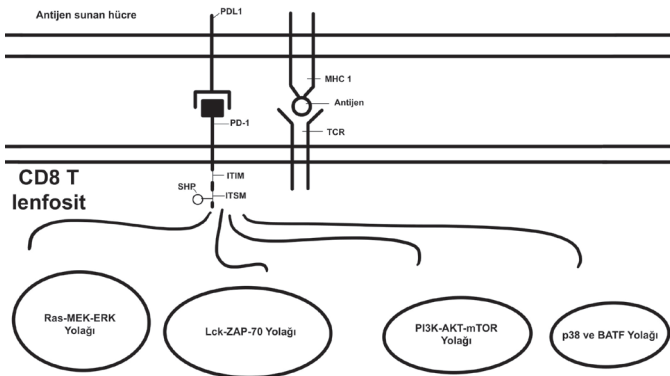 Antijen sunan hücre
PDL1
MHC 1
Antijen
PD-1
TCR
CD8 T
lenfosit
ITIM
SHP
ITSM
Ras-MEK-ERK
Yolağı
Lck-ZAP-70 Yolağı
PI3K-AKT-mTOR
Yolağı
p38 ve BATF Yolağı